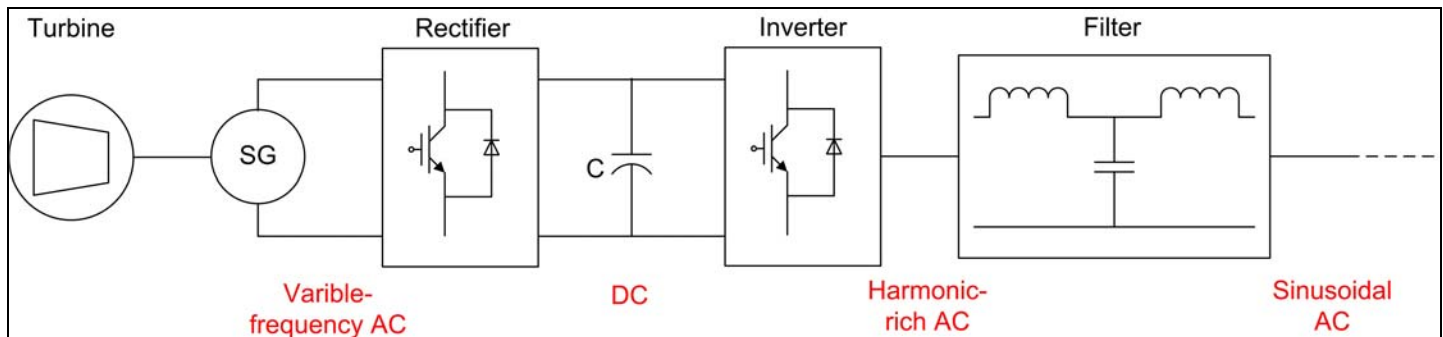 Turbine
Rectifier
Inverter
Filter
SG
C
Varible-
frequency AC
DC
Harmonic-
rich AC
Sinusoidal
AC